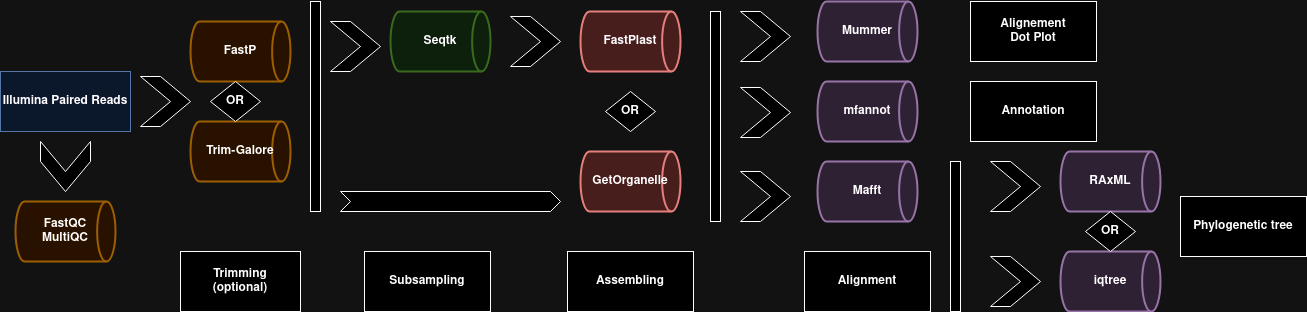 Illumina Paired Reads
FastQC
MultiQC
FastP
OR
Trim-Galore
Trimming
(optional)
Seqtk
Subsampling
FastPlast
OR
GetOrganelle
Assembling
Mummer
mfannot
Mafft
Alignment
Alignement
Dot Plot
Annotation
RAxML
OR
iqtree
Phylogenetic tree